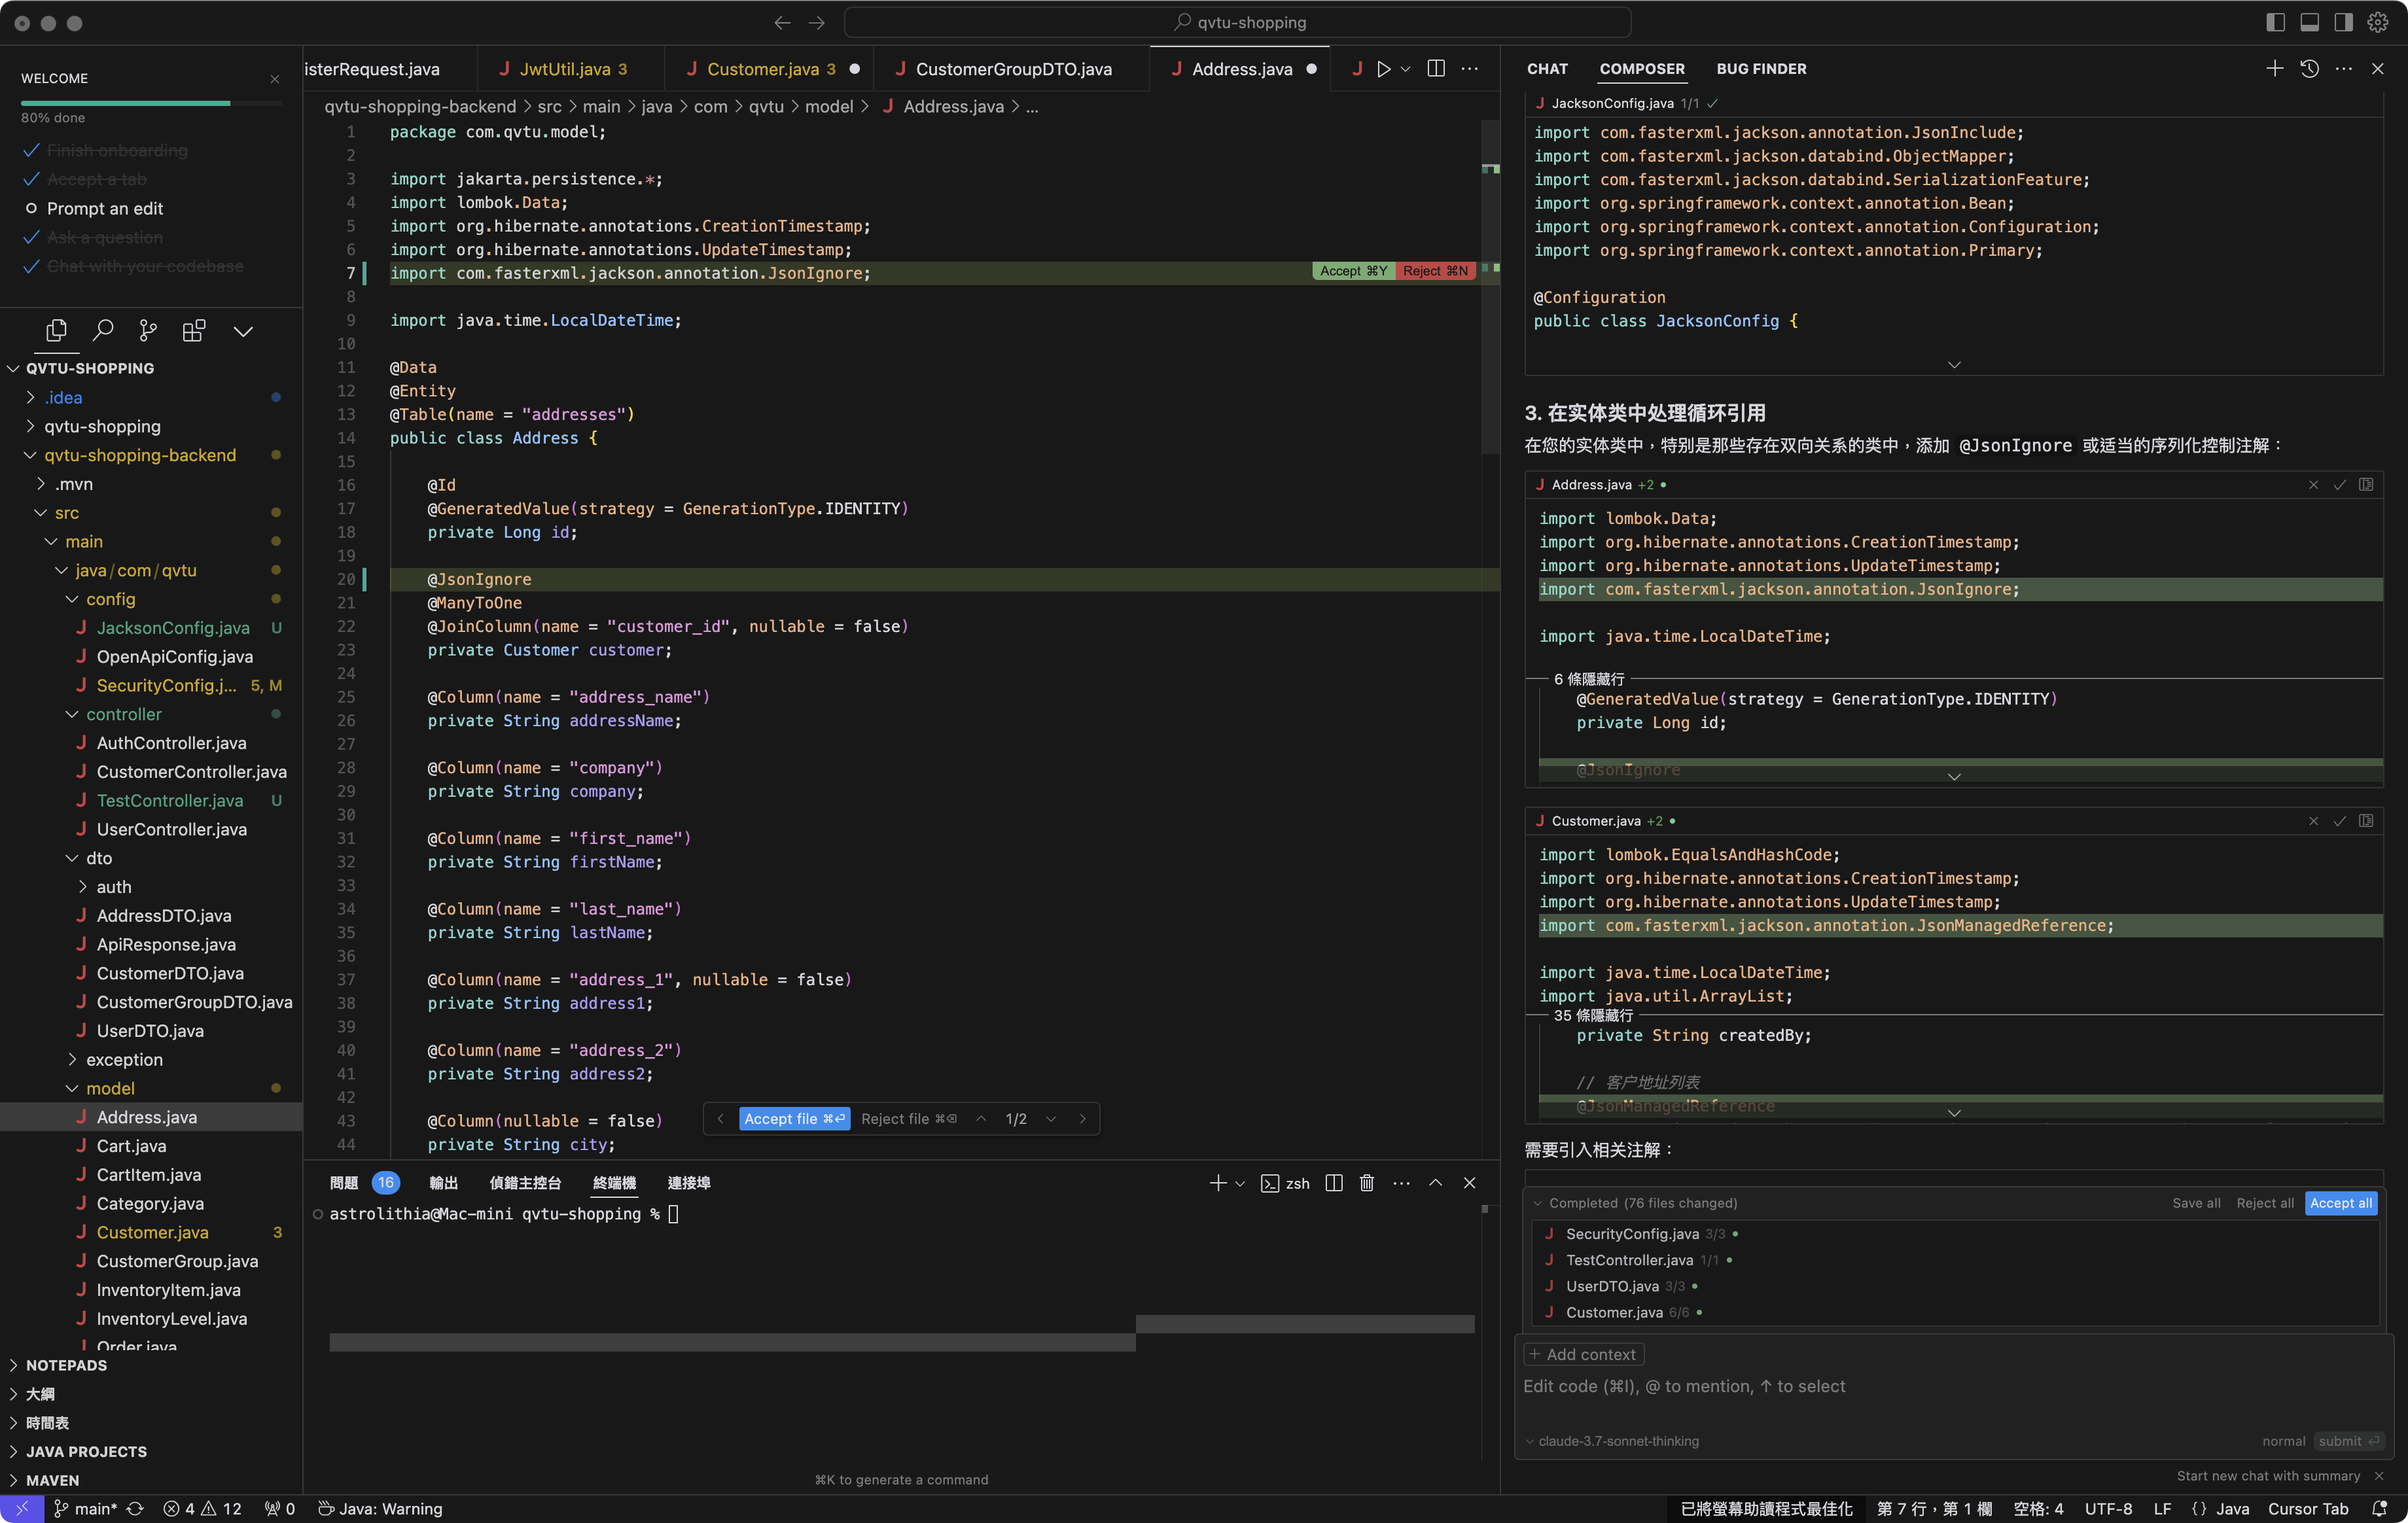 qvtu-shopping
WELCOME
80% done
Finish onboarding
Accept a tab
Prompt an edit
Ask a question
Chat with your codebase
QVTU-SHOPPING
.idea
qvtu-shopping
qvtu-shopping-backend
.mvn
src
main
java/com/qvtu
config
JacksonConfig.java U
OpenApiConfig.java
SecurityConfig.j... 5, M
controller
AuthController.java
CustomerController.java
TestController.java U
UserController.java
dto
auth
AddressDTO.java
ApiResponse.java
CustomerDTO.java
CustomerGroupDTO.java
UserDTO.java
exception
model
Address.java
Cart.java
CartItem.java
Category.java
Customer.java 3
CustomerGroup.java
InventoryItem.java
InventoryLevel.java
Order.java
NOTEPADS
大綱
時間表
JAVA PROJECTS
MAVEN
isterRequest.java
JwtUtil.java 3
Customer.java 3
CustomerGroupDTO.java
Address.java
qvtu-shopping-backend > src > main > java > com > qvtu > model > Address.java > ...
1 package com.qvtu.model;
2
3 import jakarta.persistence.*;
4 import lombok.Data;
5 import org.hibernate.annotations.CreationTimestamp;
6 import org.hibernate.annotations.UpdateTimestamp;
7 import com.fasterxml.jackson.annotation.JsonIgnore;
Accept ⌘Y Reject ⌘N
8
9 import java.time.LocalDateTime;
10
11 @Data
12 @Entity
13 @Table(name = "addresses")
14 public class Address {
15
16 @Id
17 @GeneratedValue(strategy = GenerationType.IDENTITY)
18 private Long id;
19
20 @JsonIgnore
21 @ManyToOne
22 @JoinColumn(name = "customer_id", nullable = false)
23 private Customer customer;
24
25 @Column(name = "address_name")
26 private String addressName;
27
28 @Column(name = "company")
29 private String company;
30
31 @Column(name = "first_name")
32 private String firstName;
33
34 @Column(name = "last_name")
35 private String lastName;
36
37 @Column(name = "address_1", nullable = false)
38 private String address1;
39
40 @Column(name = "address_2")
41 private String address2;
42
43 @Column(nullable = false)
44 private String city;
Accept file ⌘⏎ Reject file ⌘⌫ 1/2
問題 16 輸出 偵錯主控台 終端機 連接埠
zsh
astrolithia@Mac-mini qvtu-shopping %
⌘K to generate a command
CHAT COMPOSER BUG FINDER
JacksonConfig.java 1/1
import com.fasterxml.jackson.annotation.JsonInclude;
import com.fasterxml.jackson.databind.ObjectMapper;
import com.fasterxml.jackson.databind.SerializationFeature;
import org.springframework.context.annotation.Bean;
import org.springframework.context.annotation.Configuration;
import org.springframework.context.annotation.Primary;
@Configuration
public class JacksonConfig {
3. 在实体类中处理循环引用
在您的实体类中，特别是那些存在双向关系的类中，添加 @JsonIgnore 或适当的序列化控制注解：
Address.java +2
import lombok.Data;
import org.hibernate.annotations.CreationTimestamp;
import org.hibernate.annotations.UpdateTimestamp;
import com.fasterxml.jackson.annotation.JsonIgnore;
import java.time.LocalDateTime;
6 條隱藏行
@GeneratedValue(strategy = GenerationType.IDENTITY)
private Long id;
@JsonIgnore
Customer.java +2
import lombok.EqualsAndHashCode;
import org.hibernate.annotations.CreationTimestamp;
import org.hibernate.annotations.UpdateTimestamp;
import com.fasterxml.jackson.annotation.JsonManagedReference;
import java.time.LocalDateTime;
import java.util.ArrayList;
35 條隱藏行
private String createdBy;
// 客户地址列表
@JsonManagedReference
需要引入相关注解：
Completed (76 files changed) Save all Reject all Accept all
SecurityConfig.java 3/3
TestController.java 1/1
UserDTO.java 3/3
Customer.java 6/6
+ Add context
Edit code (⌘I), @ to mention, ↑ to select
claude-3.7-sonnet-thinking normal submit ⏎
Start new chat with summary
main* 4 12 0 Java: Warning
已將螢幕助讀程式最佳化 第 7 行，第 1 欄 空格: 4 UTF-8 LF {} Java Cursor Tab